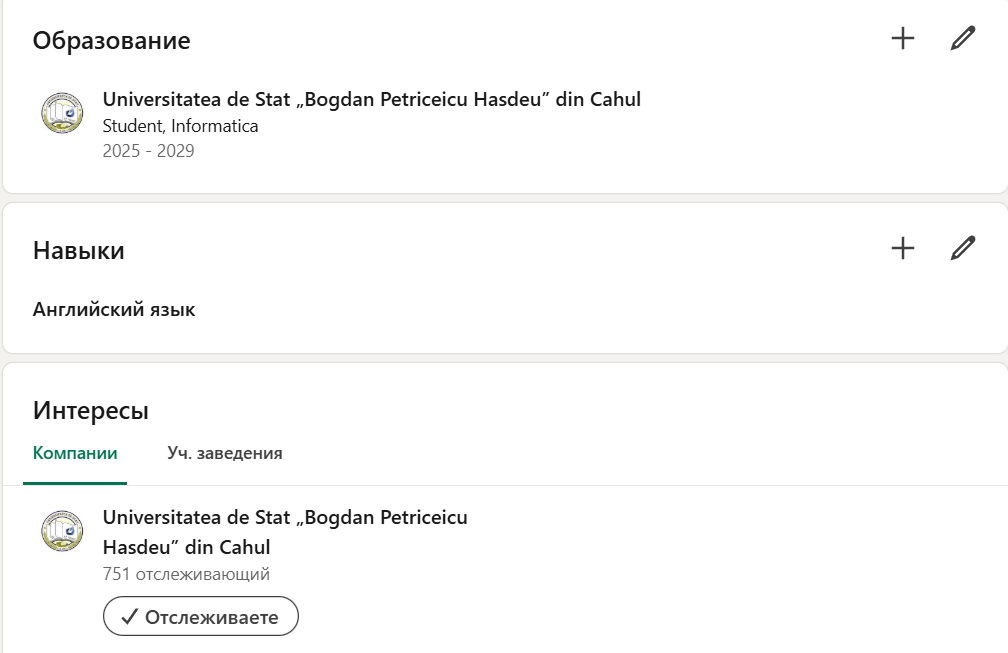 Образование
Universitatea de Stat „Bogdan Petriceicu Hasdeu” din Cahul
Student, Informatica
2025 - 2029
Навыки
Английский язык
Интересы
Компании Уч. заведения
Universitatea de Stat „Bogdan Petriceicu
Hasdeu” din Cahul
751 отслеживающий
Отслеживаете